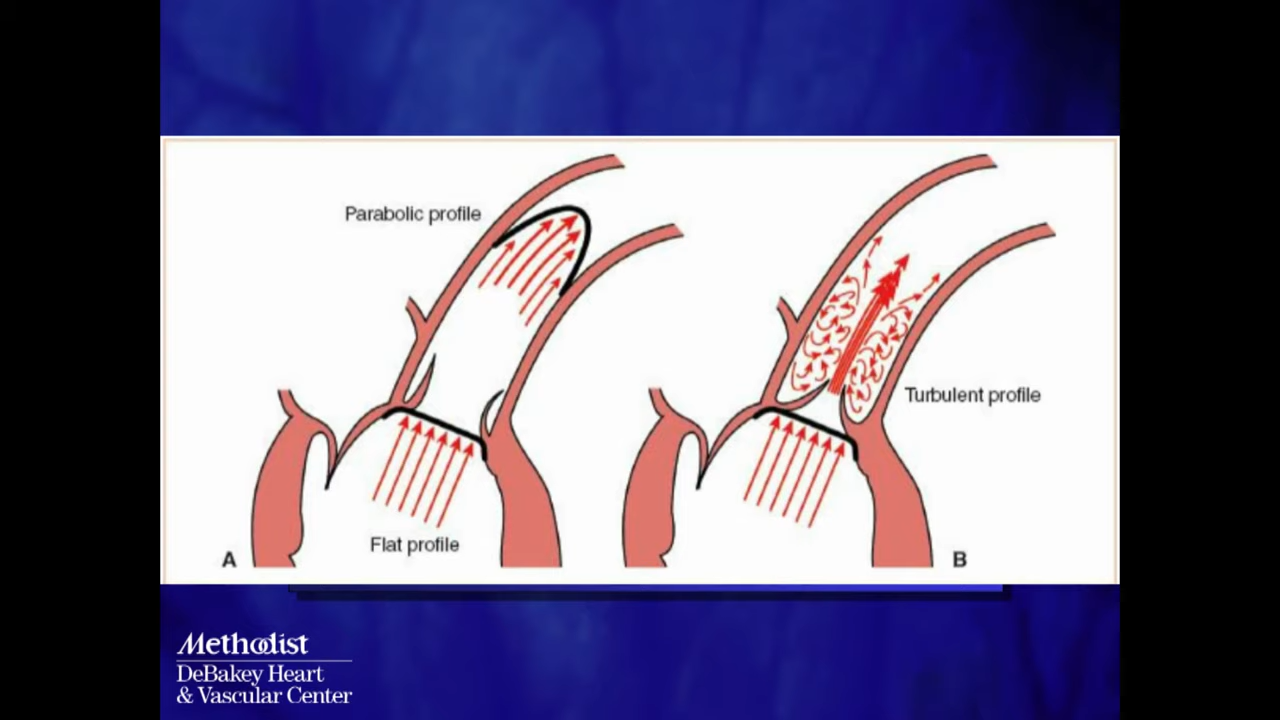 Parabolic profile
Turbulent profile
Flat profile
A
B
Methodist
DeBakey Heart
& Vascular Center